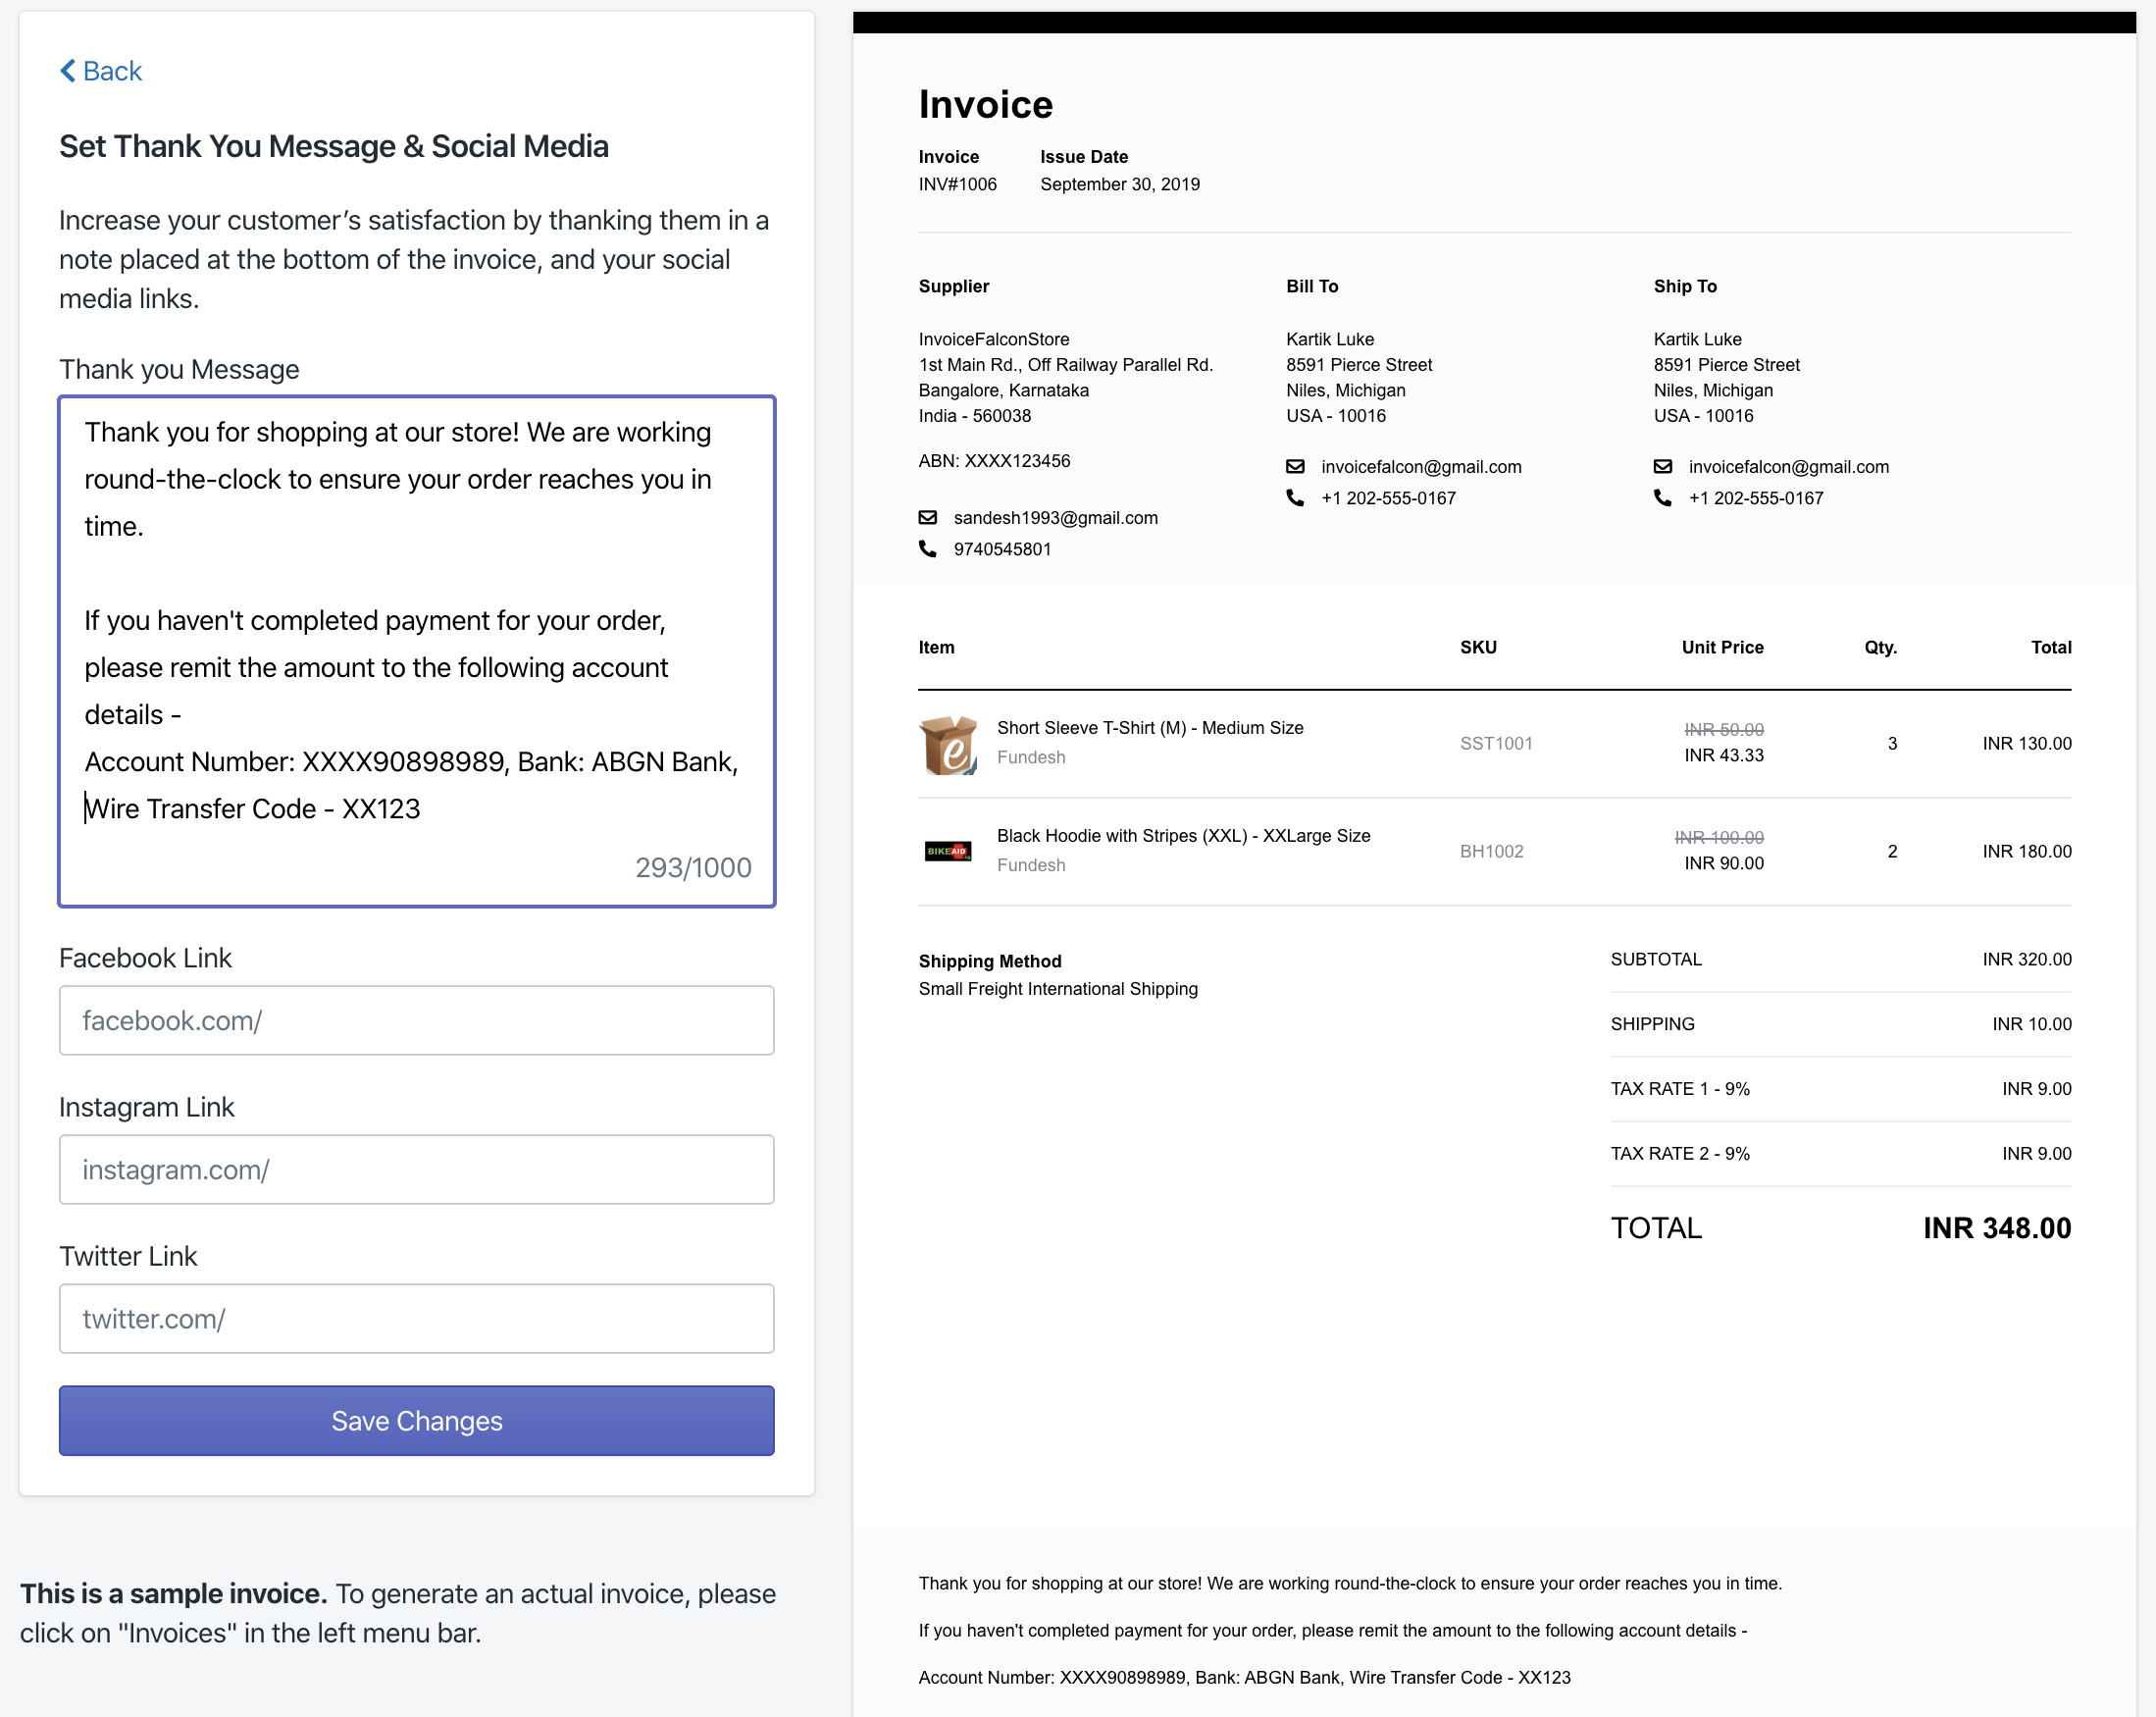 Back
Set Thank You Message & Social Media
Increase your customer’s satisfaction by thanking them in a
note placed at the bottom of the invoice, and your social
media links.
Thank you Message
Thank you for shopping at our store! We are working
round-the-clock to ensure your order reaches you in
time.
If you haven't completed payment for your order,
please remit the amount to the following account
details -
Account Number: XXXX90898989, Bank: ABGN Bank,
Wire Transfer Code - XX123
293/1000
Facebook Link
facebook.com/
Instagram Link
instagram.com/
Twitter Link
twitter.com/
Save Changes
This is a sample invoice. To generate an actual invoice, please
click on "Invoices" in the left menu bar.
Invoice
Invoice Issue Date
INV#1006 September 30, 2019
Supplier
InvoiceFalconStore
1st Main Rd., Off Railway Parallel Rd.
Bangalore, Karnataka
India - 560038
ABN: XXXX123456
sandesh1993@gmail.com
9740545801
Bill To
Kartik Luke
8591 Pierce Street
Niles, Michigan
USA - 10016
invoicefalcon@gmail.com
+1 202-555-0167
Ship To
Kartik Luke
8591 Pierce Street
Niles, Michigan
USA - 10016
invoicefalcon@gmail.com
+1 202-555-0167
Item SKU Unit Price Qty. Total
e
Short Sleeve T-Shirt (M) - Medium Size
Fundesh
SST1001
INR 50.00
INR 43.33
3
INR 130.00
BIKEAID
Black Hoodie with Stripes (XXL) - XXLarge Size
Fundesh
BH1002
INR 100.00
INR 90.00
2
INR 180.00
Shipping Method
Small Freight International Shipping
SUBTOTAL INR 320.00
SHIPPING INR 10.00
TAX RATE 1 - 9% INR 9.00
TAX RATE 2 - 9% INR 9.00
TOTAL INR 348.00
Thank you for shopping at our store! We are working round-the-clock to ensure your order reaches you in time.
If you haven't completed payment for your order, please remit the amount to the following account details -
Account Number: XXXX90898989, Bank: ABGN Bank, Wire Transfer Code - XX123